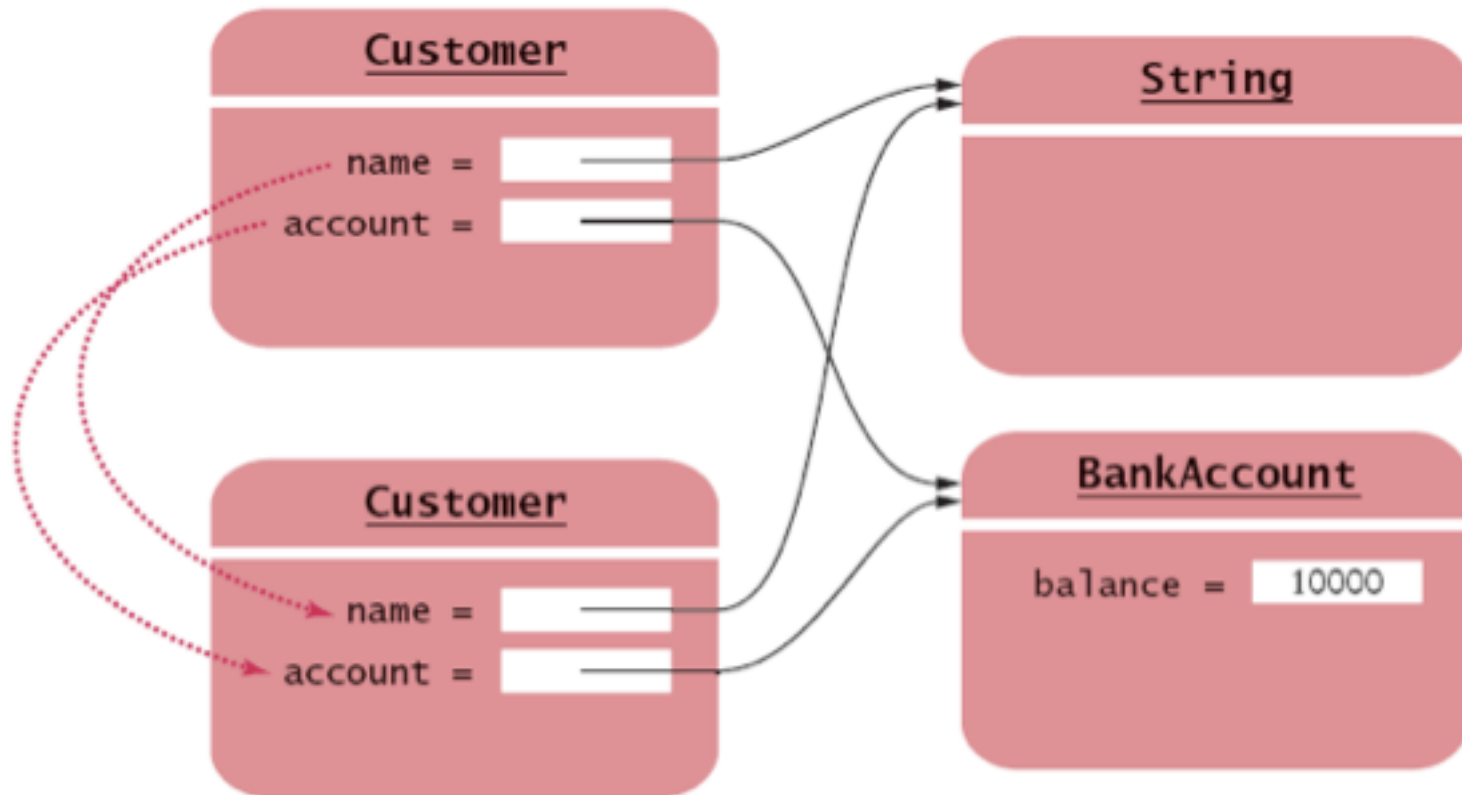 Customer
name =
account =
String
Customer
name =
account =
BankAccount
balance = 10000